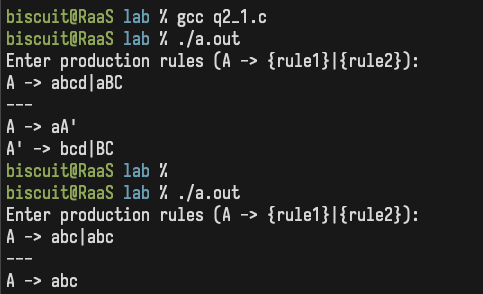 biscuit@RaaS lab % gcc q2_1.c
biscuit@RaaS lab % ./a.out
Enter production rules (A -> {rule1}|{rule2}):
A -> abcd|aBC
---
A -> aA'
A' -> bcd|BC
biscuit@RaaS lab %
biscuit@RaaS lab % ./a.out
Enter production rules (A -> {rule1}|{rule2}):
A -> abc|abc
---
A -> abc